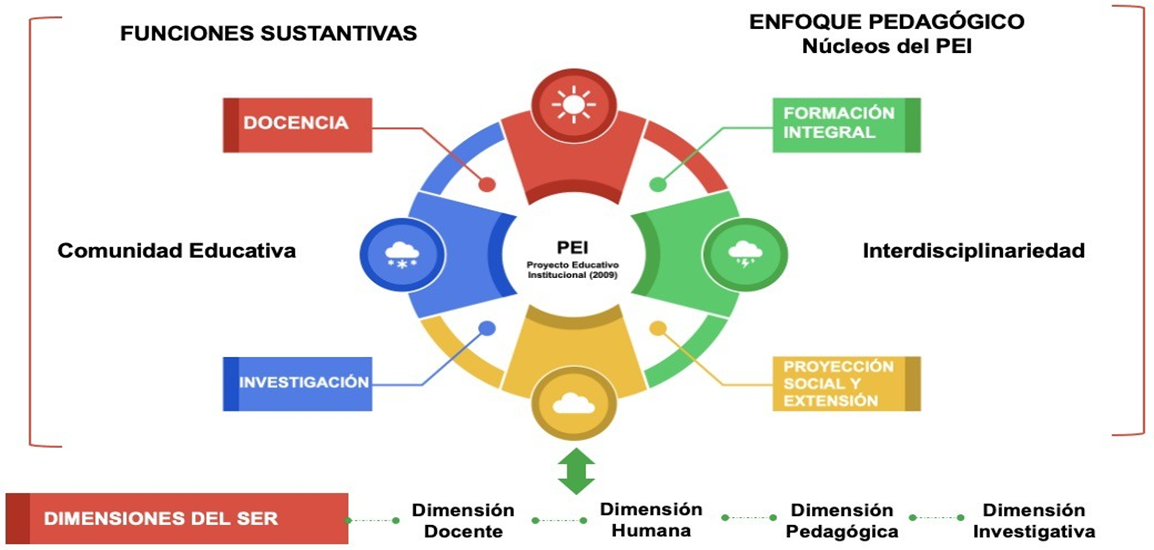 FUNCIONES SUSTANTIVAS
ENFOQUE PEDAGÓGICO
Núcleos del PEI
DOCENCIA
FORMACIÓN
INTEGRAL
Comunidad Educativa
PEI
Proyecto Educativo
Institucional (2009)
Interdisciplinariedad
INVESTIGACIÓN
PROYECCIÓN
SOCIAL Y
EXTENSIÓN
DIMENSIONES DEL SER
Dimensión
Docente
Dimensión
Humana
Dimensión
Pedagógica
Dimensión
Investigativa